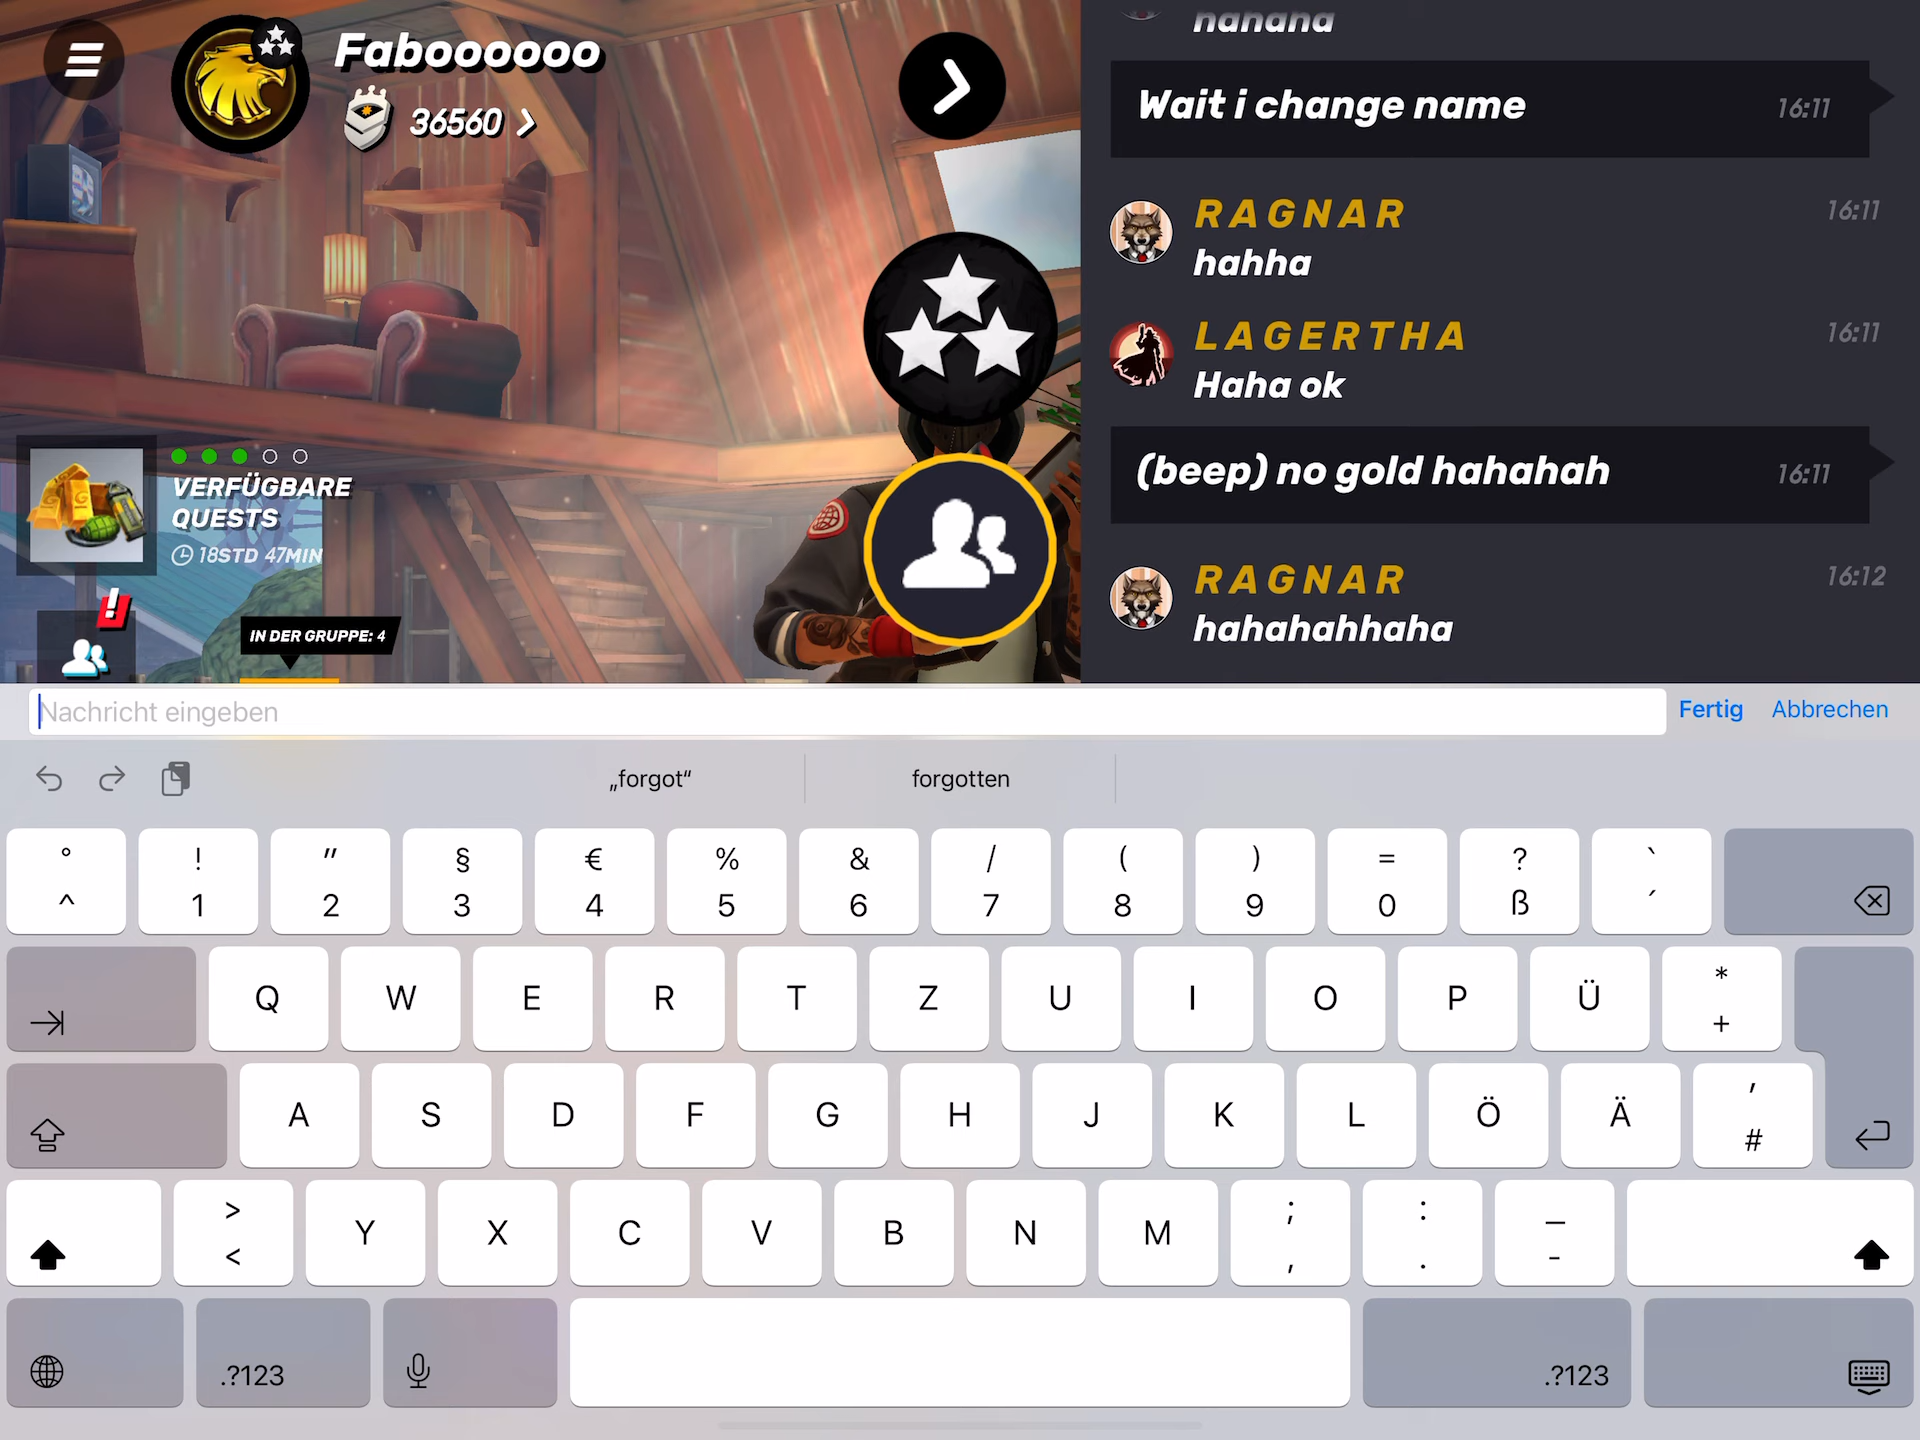 Faboooooo
36560
VERFÜGBARE
QUESTS
18STD 47MIN
IN DER GRUPPE: 4
nanana
Wait i change name 16:11
RAGNAR 16:11
hahha
LAGERTHA 16:11
Haha ok
(beep) no gold hahahah 16:11
RAGNAR 16:12
hahahahhaha
Nachricht eingeben Fertig Abbrechen
„forgot“ forgotten
° ! " § € % & / ( ) = ? `
^ 1 2 3 4 5 6 7 8 9 0 ß ´
Q W E R T Z U I O P Ü * +
A S D F G H J K L Ö Ä ' #
> < Y X C V B N M ; , : . _ -
.?123 .?123